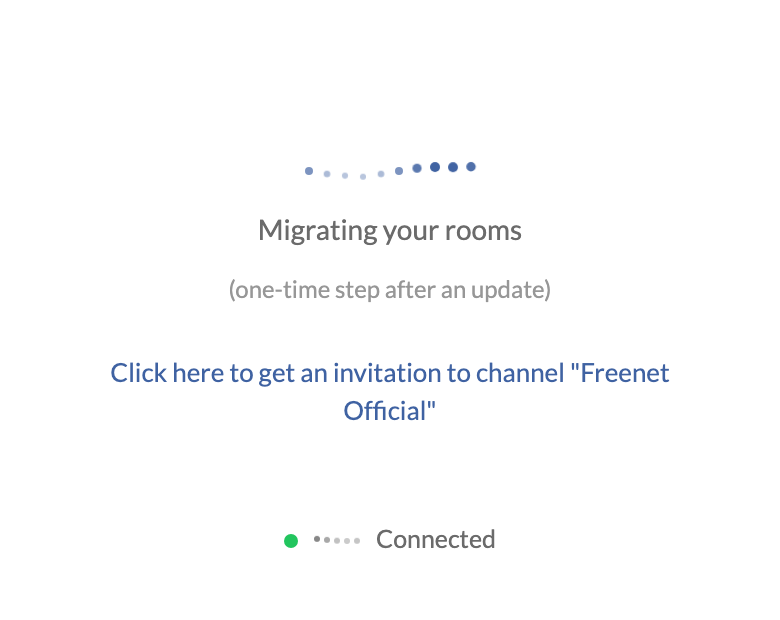 Migrating your rooms
(one-time step after an update)
Click here to get an invitation to channel "Freenet
Official"
Connected